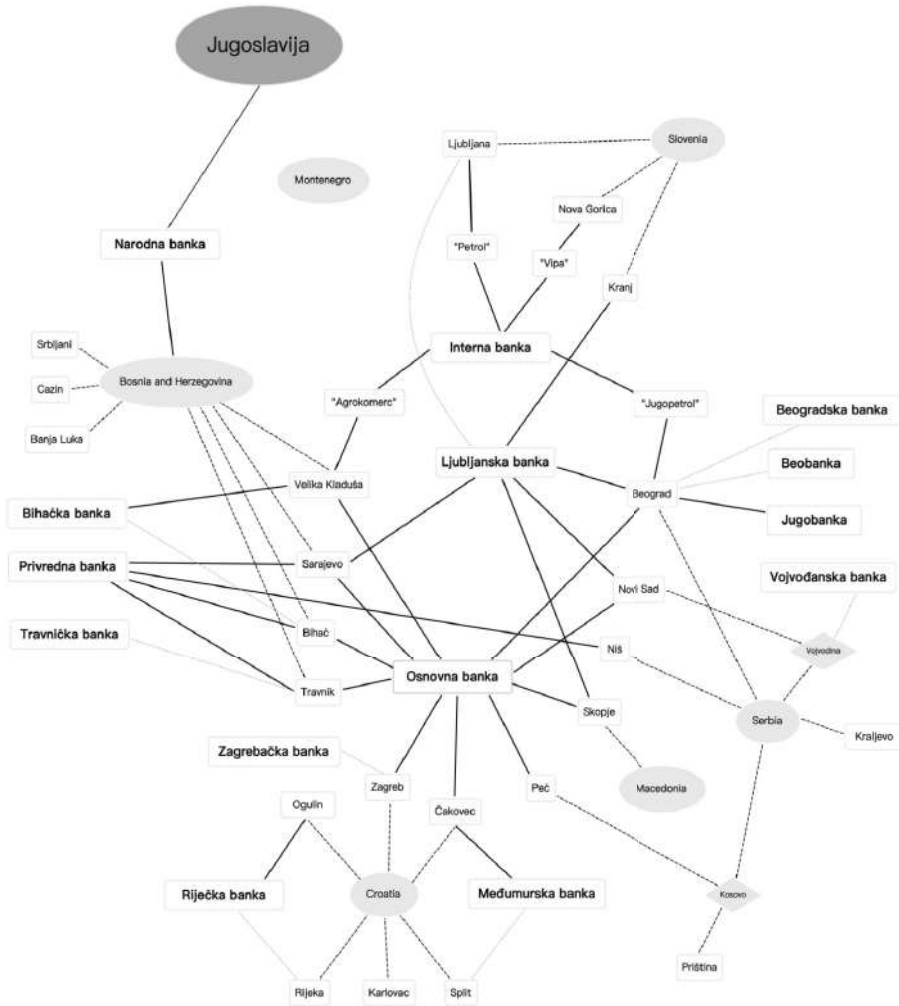 Jugoslavija
Ljubljana
Slovenia
Montenegro
Nova Gorica
Narodna banka
"Petrol"
"Vipa"
Kranj
Srbljani
Interna banka
Bosnia and Herzegovina
Cazin
"Agrokomerc"
"Jugopetrol"
Beogradska banka
Banja Luka
Ljubljanska banka
Beobanka
Velika Kladuša
Beograd
Bihaćka banka
Jugobanka
Privredna banka
Sarajevo
Vojvođanska banka
Novi Sad
Travnička banka
Bihać
Niš
Vojvodina
Osnovna banka
Travnik
Skopje
Serbia
Kraljevo
Zagrebačka banka
Zagreb
Peć
Macedonia
Ogulin
Čakovec
Riječka banka
Croatia
Međumurska banka
Kosovo
Priština
Rijeka
Karlovac
Split